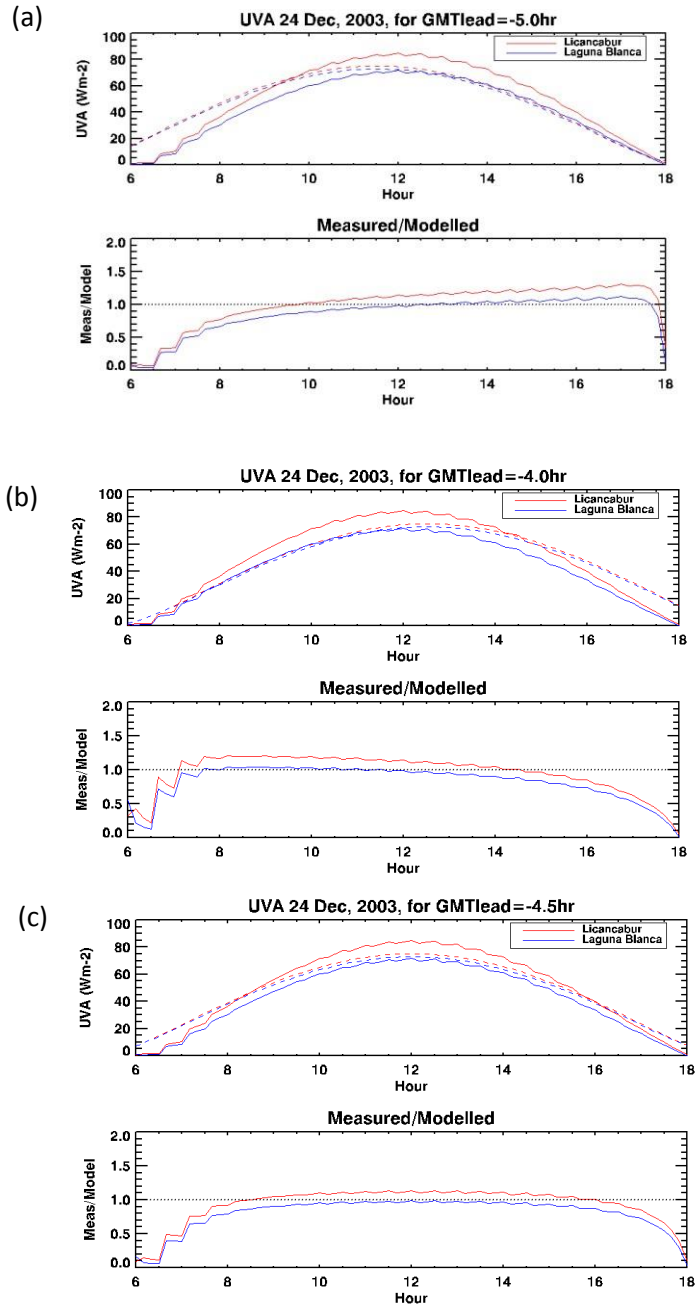 (a)
UVA 24 Dec, 2003, for GMTlead=-5.0hr
Licancabur
Laguna Blanca
UVA (Wm-2)
100
80
60
40
20
0
6 8 10 12 14 16 18
Hour
Measured/Modelled
Meas/Model
2.0
1.5
1.0
0.5
0.0
6 8 10 12 14 16 18
Hour
(b)
UVA 24 Dec, 2003, for GMTlead=-4.0hr
Licancabur
Laguna Blanca
UVA (Wm-2)
100
80
60
40
20
0
6 8 10 12 14 16 18
Hour
Measured/Modelled
Meas/Model
2.0
1.5
1.0
0.5
0.0
6 8 10 12 14 16 18
Hour
(c)
UVA 24 Dec, 2003, for GMTlead=-4.5hr
Licancabur
Laguna Blanca
UVA (Wm-2)
100
80
60
40
20
0
6 8 10 12 14 16 18
Hour
Measured/Modelled
Meas/Model
2.0
1.5
1.0
0.5
0.0
6 8 10 12 14 16 18
Hour